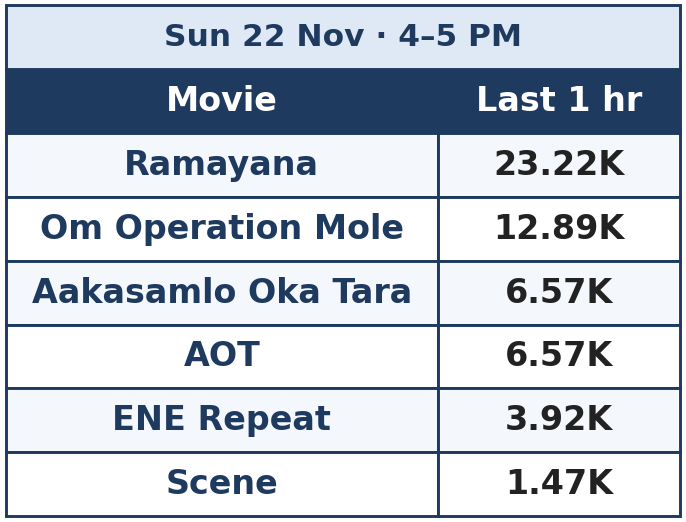 Sun 22 Nov · 4–5 PM
Movie Last 1 hr
Ramayana 23.22K
Om Operation Mole 12.89K
Aakasamlo Oka Tara 6.57K
AOT 6.57K
ENE Repeat 3.92K
Scene 1.47K